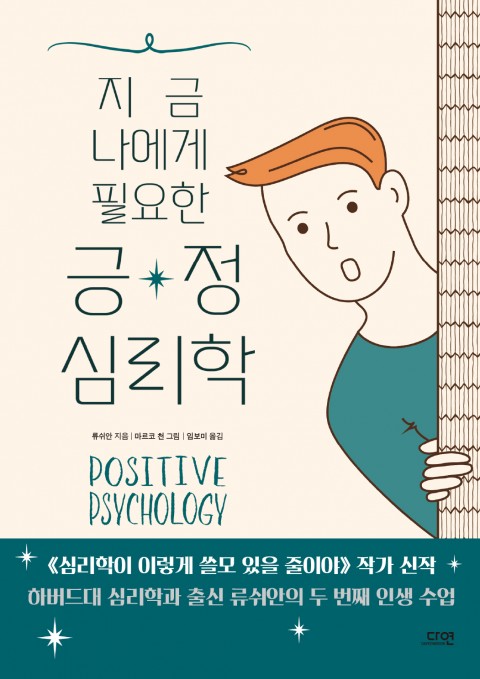 지 금
나에게
필요한
긍정
심리학
류쉬안 지음 | 마르코 천 그림 | 임보미 옮김
POSITIVE
PSYCHOLOGY
《심리학이 이렇게 쓸모 있을 줄이야》 작가 신작
하버드대 심리학과 출신 류쉬안의 두 번째 인생 수업
다연